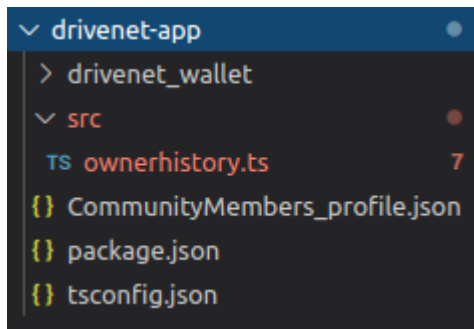 drivenet-app
drivenet_wallet
src
TS ownerhistory.ts 7
{} CommunityMembers_profile.json
{} package.json
{} tsconfig.json